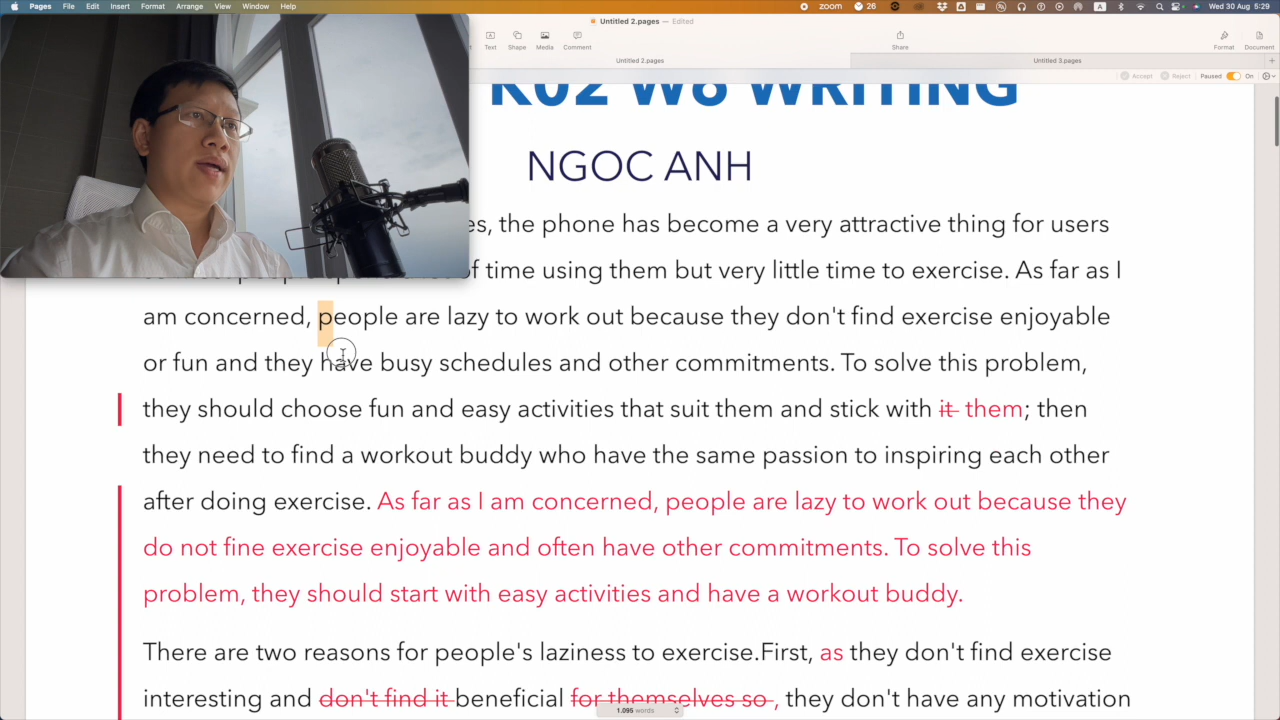 Pages File Edit Insert Format Arrange View Window Help zoom 26 A Wed 30 Aug 5:29
Untitled 2.pages — Edited
Text Shape Media Comment Share Format Document
Untitled 2.pages Untitled 3.pages
Accept Reject Paused On
K02 W6 WRITING
NGOC ANH
es, the phone has become a very attractive thing for users
of time using them but very little time to exercise. As far as I
am concerned, people are lazy to work out because they don't find exercise enjoyable
or fun and they have busy schedules and other commitments. To solve this problem,
they should choose fun and easy activities that suit them and stick with it them; then
they need to find a workout buddy who have the same passion to inspiring each other
after doing exercise. As far as I am concerned, people are lazy to work out because they
do not fine exercise enjoyable and often have other commitments. To solve this
problem, they should start with easy activities and have a workout buddy.
There are two reasons for people's laziness to exercise.First, as they don't find exercise
interesting and don't find it beneficial for themselves so , they don't have any motivation
1.095 words